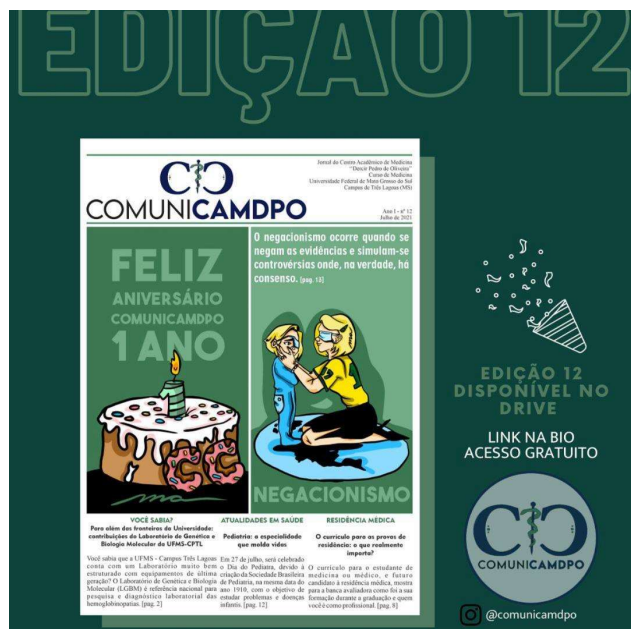 EDIÇÃO 12
Jornal do Centro Acadêmico de Medicina
"Dercir Pedro de Oliveira"
Curso de Medicina
Universidade Federal de Mato Grosso do Sul
Campus de Três Lagoas (MS)
COMUNICAMDPO
Ano I - nº 12
Julho de 2021
FELIZ
ANIVERSÁRIO
COMUNICAMDPO
1 ANO
1
O negacionismo ocorre quando se
negam as evidências e simulam-se
controvérsias onde, na verdade, há
consenso. [pag. 13]
NEGACIONISMO
VOCÊ SABIA?
Para além das fronteiras da Universidade:
contribuições do Laboratório de Genética e
Biologia Molecular da UFMS-CPTL
Você sabia que a UFMS - Campus Três Lagoas
conta com um Laboratório muito bem
estruturado com equipamentos de última
geração? O Laboratório de Genética e Biologia
Molecular (LGBM) é referência nacional para
pesquisa e diagnóstico laboratorial das
hemoglobinopatias. [pag. 2]
ATUALIDADES EM SAÚDE
Pediatria: a especialidade
que molda vidas
Em 27 de julho, será celebrado
o Dia do Pediatra, devido à
criação da Sociedade Brasileira
de Pediatria, na mesma data do
ano 1910, com o objetivo de
estudar problemas e doenças
infantis. [pag. 12]
RESIDÊNCIA MÉDICA
O currículo para as provas de
residência: o que realmente
importa?
O currículo para o estudante de
medicina ou médico, e futuro
candidato à residência médica, mostra
para a banca avaliadora como foi a sua
formação durante a graduação e quem
você é como profissional. [pag. 8]
EDIÇÃO 12
DISPONÍVEL NO
DRIVE
LINK NA BIO
ACESSO GRATUITO
COMUNICAMDPO
@comunicamdpo